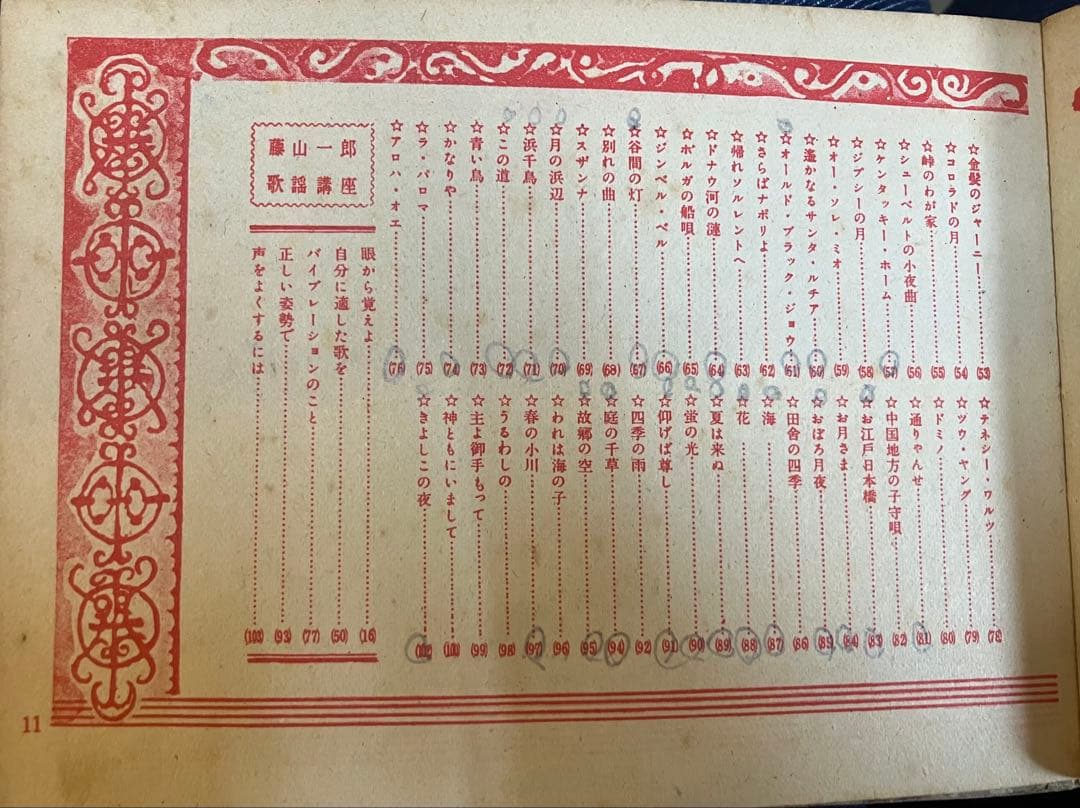 ☆金髪のジャーニー…(53)
☆コロラドの月…(54)
☆峠のわが家…(55)
☆シューベルトの小夜曲…(56)
☆ケンタッキー・ホーム…(57)
☆ジプシーの月…(58)
☆オー・ソレ・ミオ…(59)
☆遙かなるサンタ・ルチア…(60)
☆オールド・ブラック・ジョウ…(61)
☆さらばナポリよ…(62)
☆帰れソルレントへ…(63)
☆ドナウ河の漣…(64)
☆ボルガの船唄…(65)
☆ジンベル・ベル…(66)
☆谷間の灯…(67)
☆別れの曲…(68)
☆スザンナ…(69)
☆月の浜辺…(70)
☆浜千鳥…(71)
☆この道…(72)
☆青い鳥…(73)
☆かなりや…(74)
☆ラ・パロマ…(75)
☆アロハ・オエ…(76)
☆テネシー・ワルツ…(78)
☆ツウ・ヤング…(79)
☆ドミノ…(80)
☆通りゃんせ…(81)
☆中国地方の子守唄…(82)
☆お江戸日本橋…(83)
☆お月さま…(84)
☆おぼろ月夜…(85)
☆田舎の四季…(86)
☆海…(87)
☆花…(88)
☆夏は来ぬ…(89)
☆蛍の光…(90)
☆仰げば尊し…(91)
☆四季の雨…(92)
☆庭の千草…(94)
☆故郷の空…(95)
☆われは海の子…(96)
☆春の小川…(97)
☆うるわしの…(98)
☆主よ御手もって…(99)
☆神ともにいまして…(101)
☆きよしこの夜…(102)
藤山一郎
歌謡講座
眼から覚えよ…(16)
自分に適した歌を…(50)
バイブレーションのこと…(77)
正しい姿勢で…(93)
声をよくするには…(103)
11